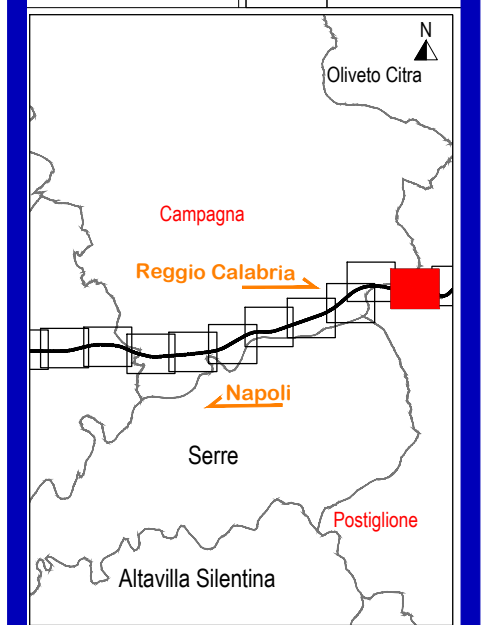 N
Oliveto Citra
Campagna
Reggio Calabria
Napoli
Serre
Postiglione
Altavilla Silentina